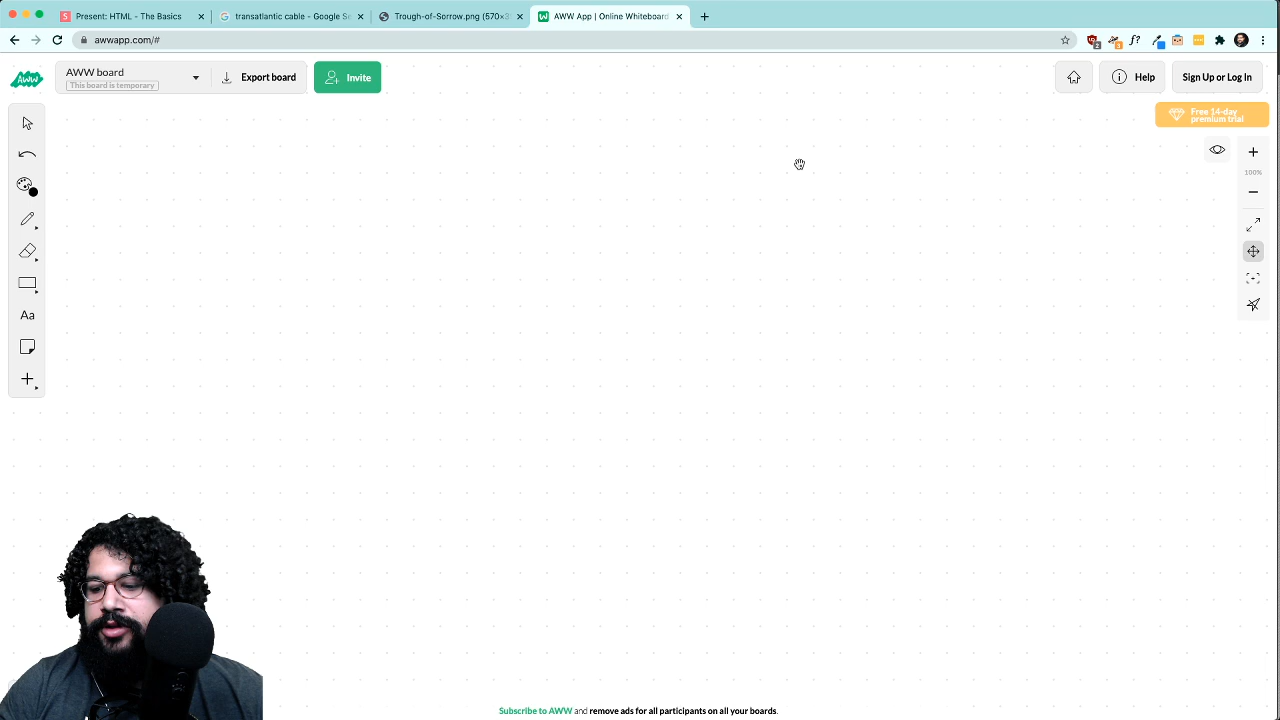 Present: HTML - The Basics
transatlantic cable - Google Se
Trough-of-Sorrow.png (570×3
AWW App | Online Whiteboard
awwapp.com/#
AWW
AWW board
This board is temporary
Export board
Invite
Help
Sign Up or Log In
Free 14-day
premium trial
100%
Aa
Subscribe to AWW and remove ads for all participants on all your boards.